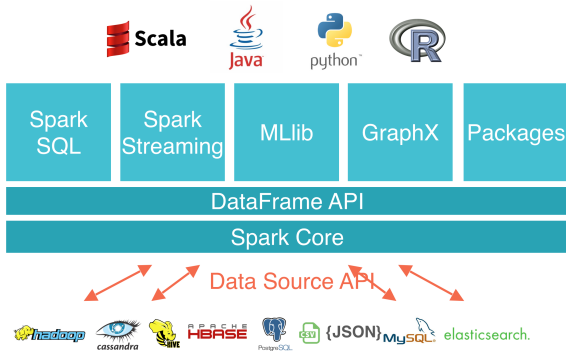 Scala
Java
python™
R
Spark SQL
Spark Streaming
MLlib
GraphX
Packages
DataFrame API
Spark Core
Data Source API
hadoop
cassandra
HIVE
APACHE
HBASE
PostgreSQL
CSV
{JSON}
MySQL
elasticsearch.